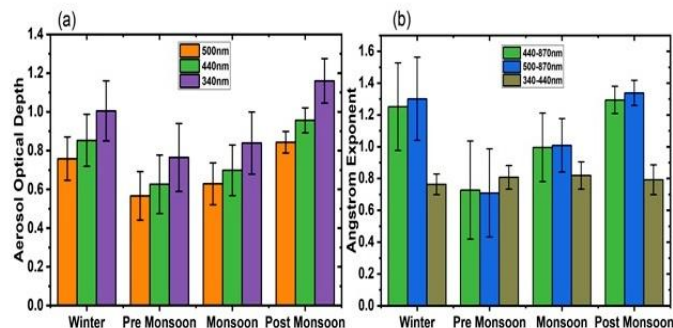 (a)
500nm
440nm
340nm
Aerosol Optical Depth
1.4
1.2
1.0
0.8
0.6
0.4
0.2
0.0
Winter Pre Monsoon Monsoon Post Monsoon
(b)
440-870nm
500-870nm
340-440nm
Angstrom Exponent
1.6
1.4
1.2
1.0
0.8
0.6
0.4
0.2
0.0
Winter Pre Monsoon Monsoon Post Monsoon